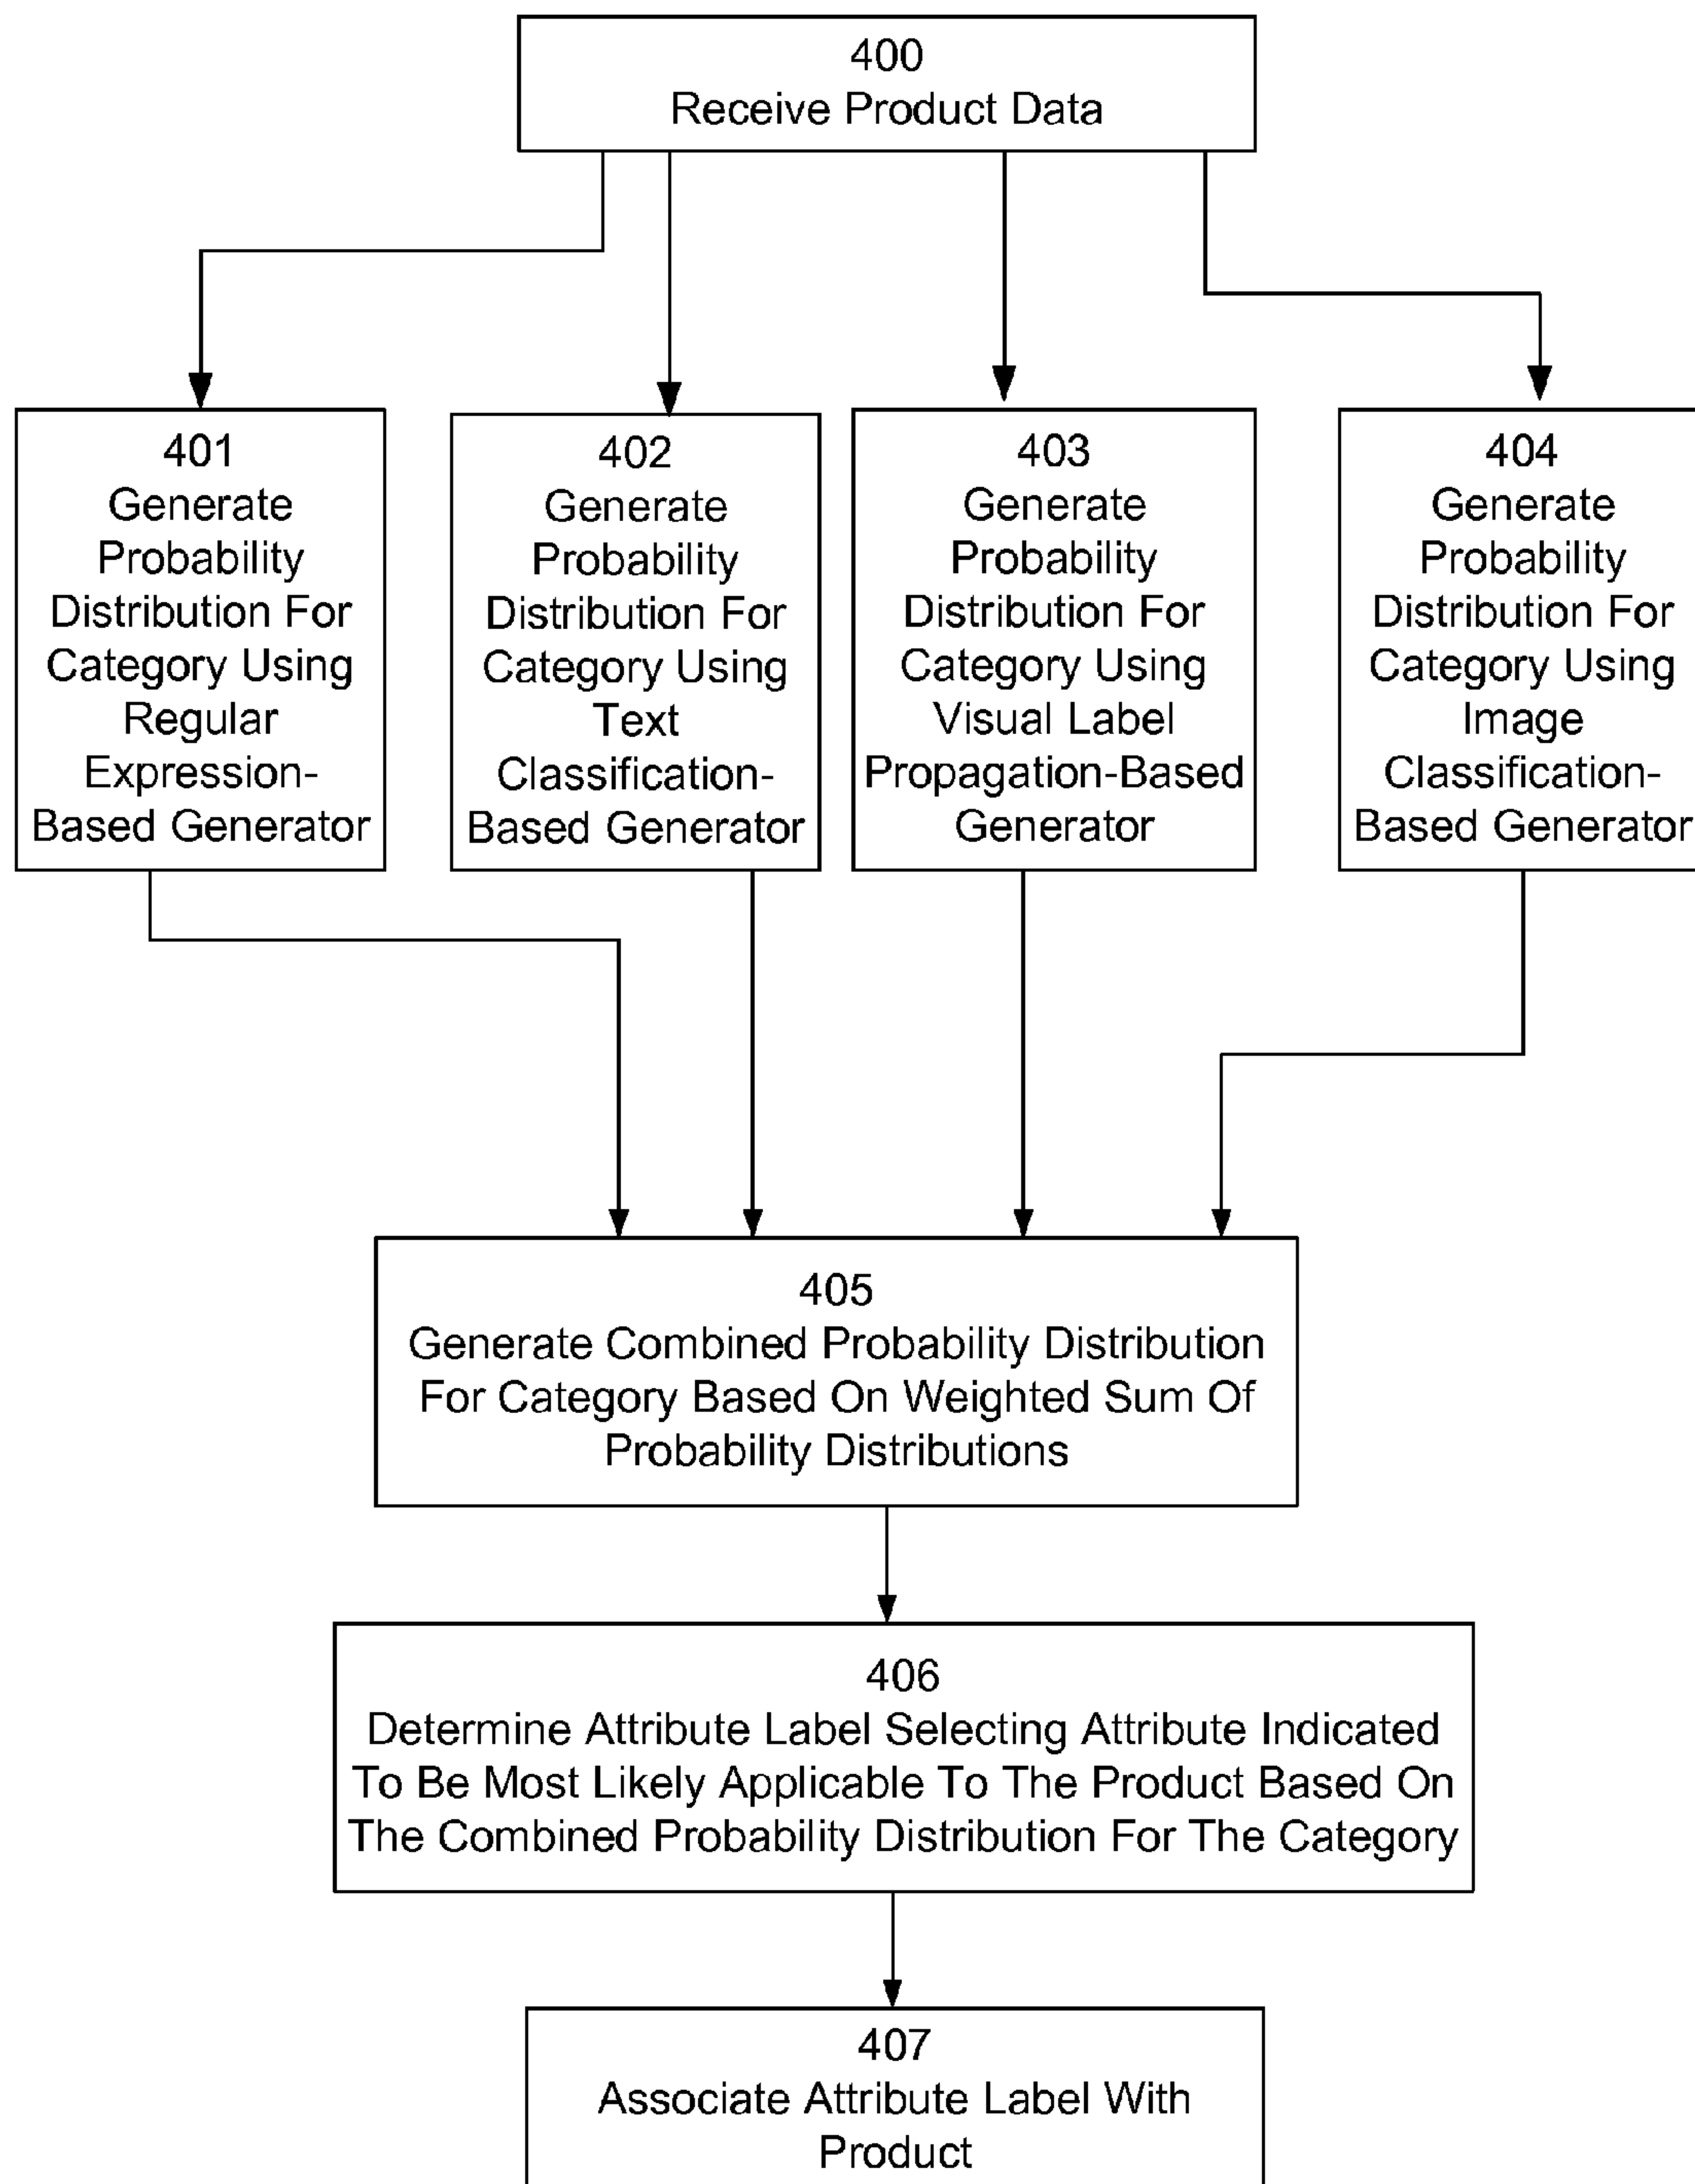 400
Receive Product Data
401
Generate
Probability
Distribution For
Category Using
Regular
Expression-
Based Generator
402
Generate
Probability
Distribution For
Category Using
Text
Classification-
Based Generator
403
Generate
Probability
Distribution For
Category Using
Visual Label
Propagation-Based
Generator
404
Generate
Probability
Distribution For
Category Using
Image
Classification-
Based Generator
405
Generate Combined Probability Distribution
For Category Based On Weighted Sum Of
Probability Distributions
406
Determine Attribute Label Selecting Attribute Indicated
To Be Most Likely Applicable To The Product Based On
The Combined Probability Distribution For The Category
407
Associate Attribute Label With
Product